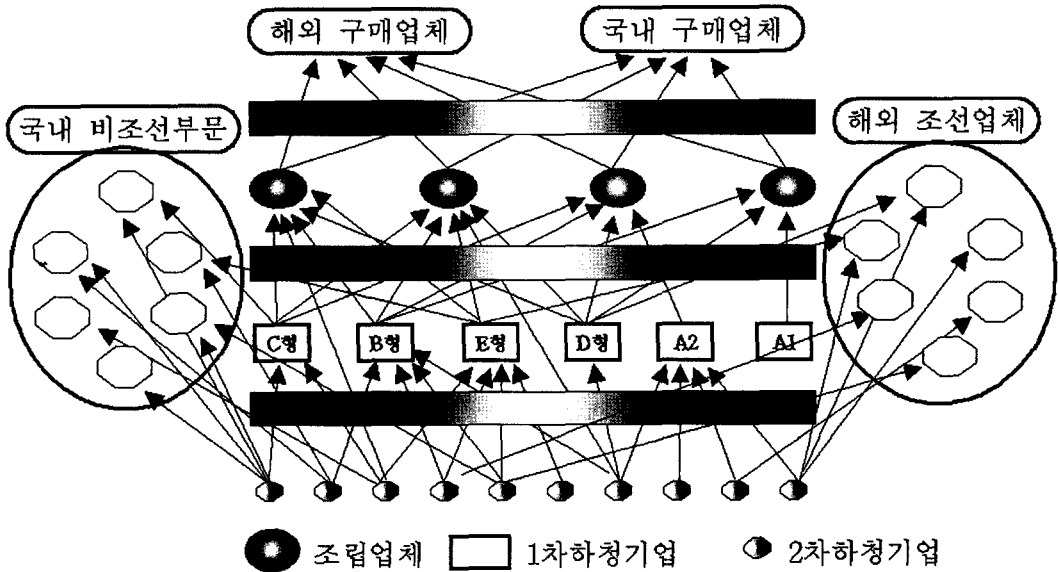 해외 구매업체
국내 구매업체
국내 비조선부문
해외 조선업체
C형
B형
E형
D형
A2
A1
조립업체
1차하청기업
2차하청기업